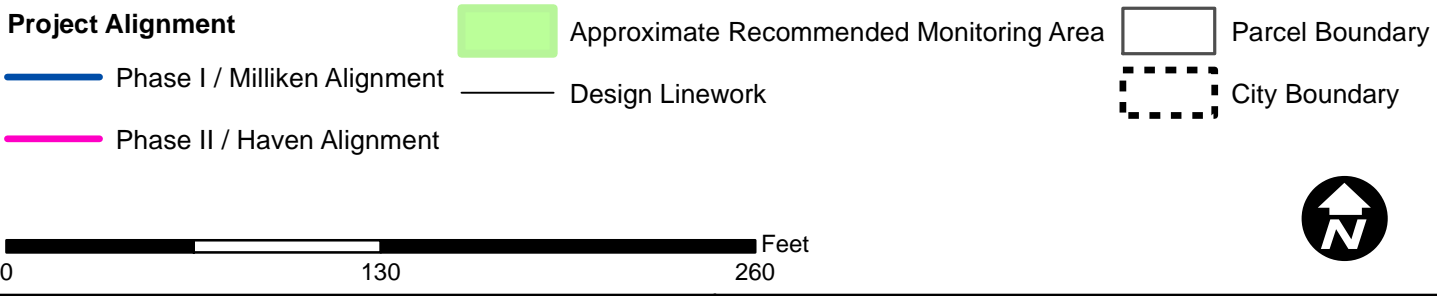 Project Alignment
Phase I / Milliken Alignment
Phase II / Haven Alignment
Approximate Recommended Monitoring Area
Design Linework
Parcel Boundary
City Boundary
Feet
0 130 260
N